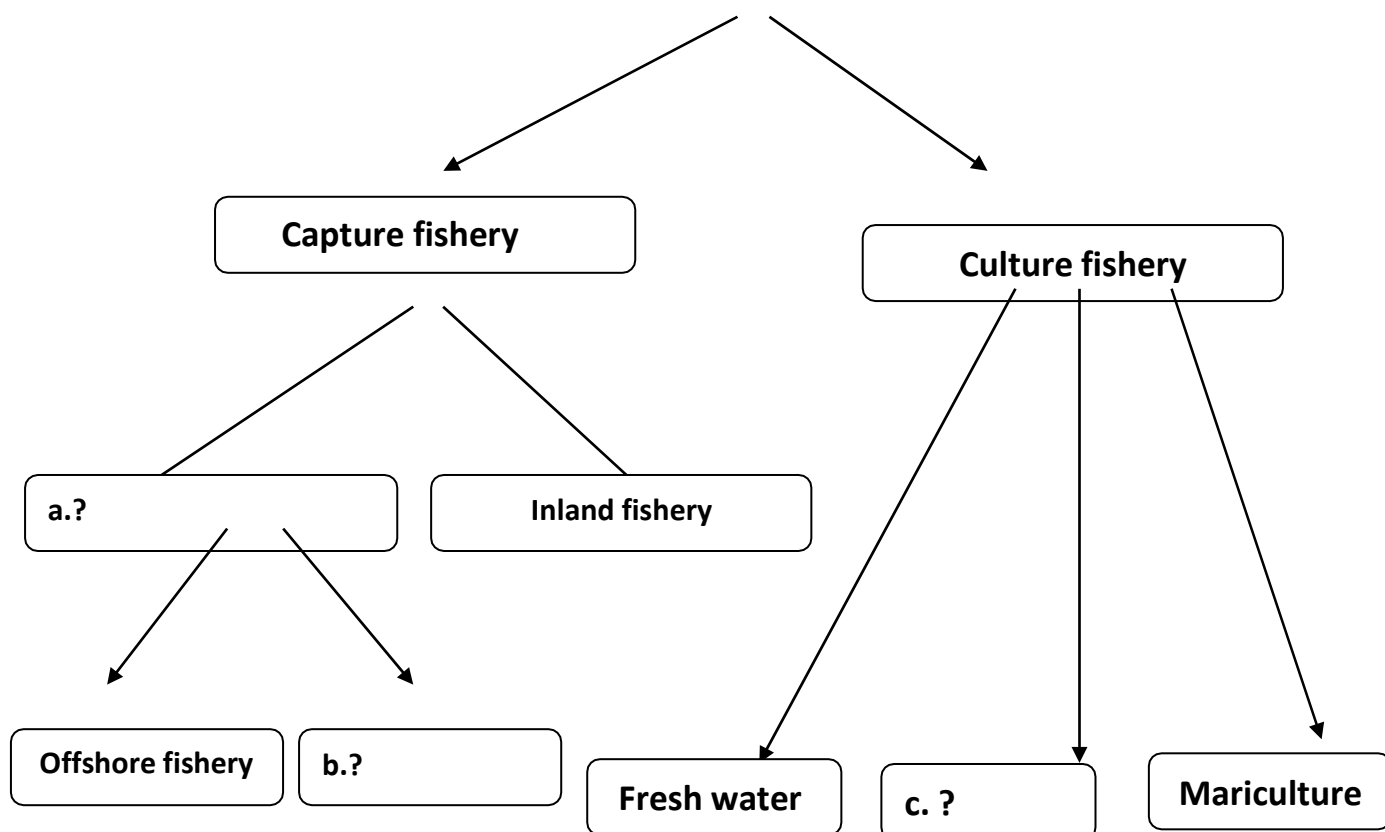 Capture fishery
Culture fishery
a.?
Inland fishery
Offshore fishery
b.?
Fresh water
c. ?
Mariculture